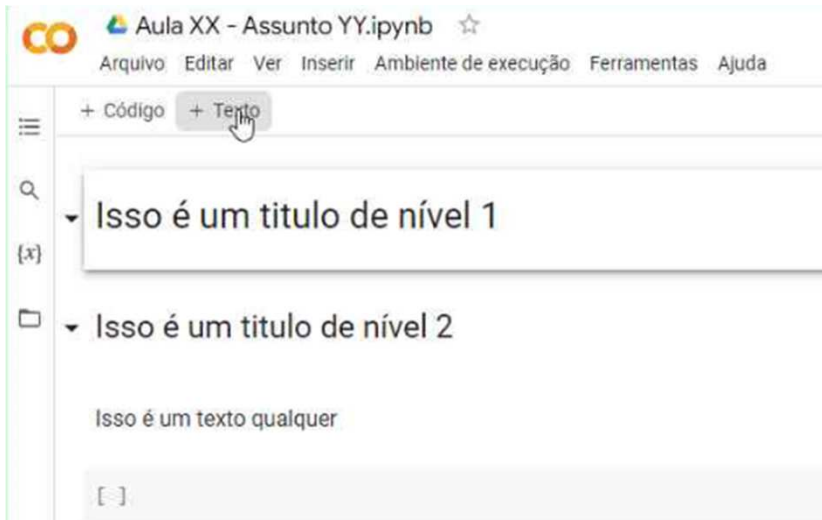 CO
Aula XX - Assunto YY.ipynb
Arquivo Editar Ver Inserir Ambiente de execução Ferramentas Ajuda
+ Código + Texto
Isso é um titulo de nível 1
{x}
Isso é um titulo de nível 2
Isso é um texto qualquer
[ ]